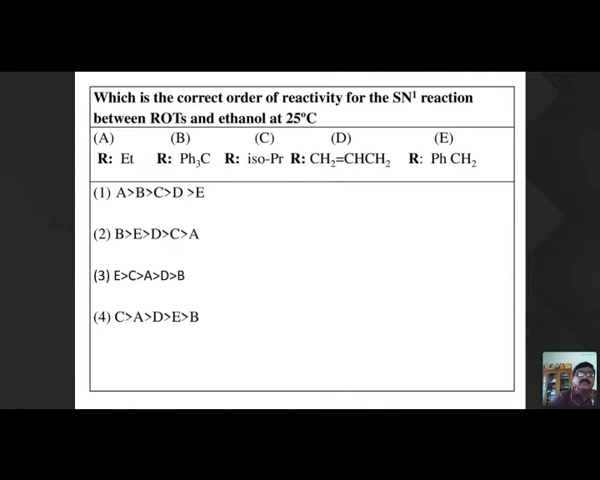 Which is the correct order of reactivity for the SN¹ reaction
between ROTs and ethanol at 25ºC
(A) (B) (C) (D) (E)
R: Et R: Ph₃C R: iso-Pr R: CH₂=CHCH₂ R: Ph CH₂
(1) A>B>C>D >E
(2) B>E>D>C>A
(3) E>C>A>D>B
(4) C>A>D>E>B